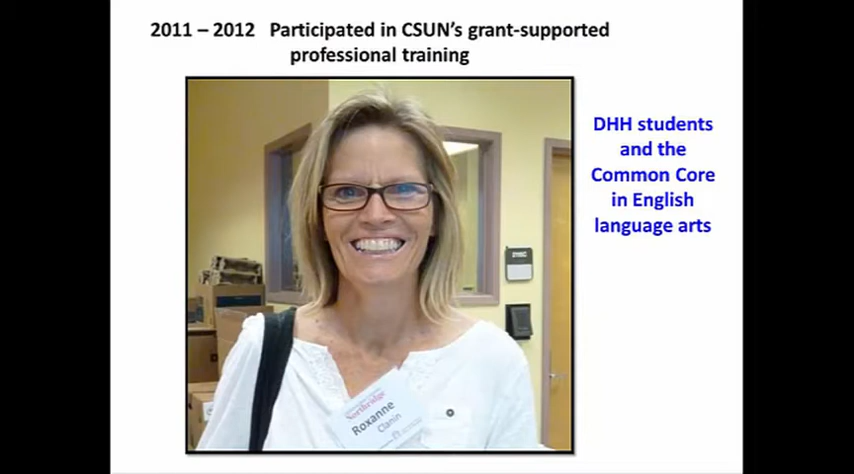 2011 – 2012 Participated in CSUN's grant-supported
professional training
DHH students
and the
Common Core
in English
language arts
Northridge
Roxanne
Clanin